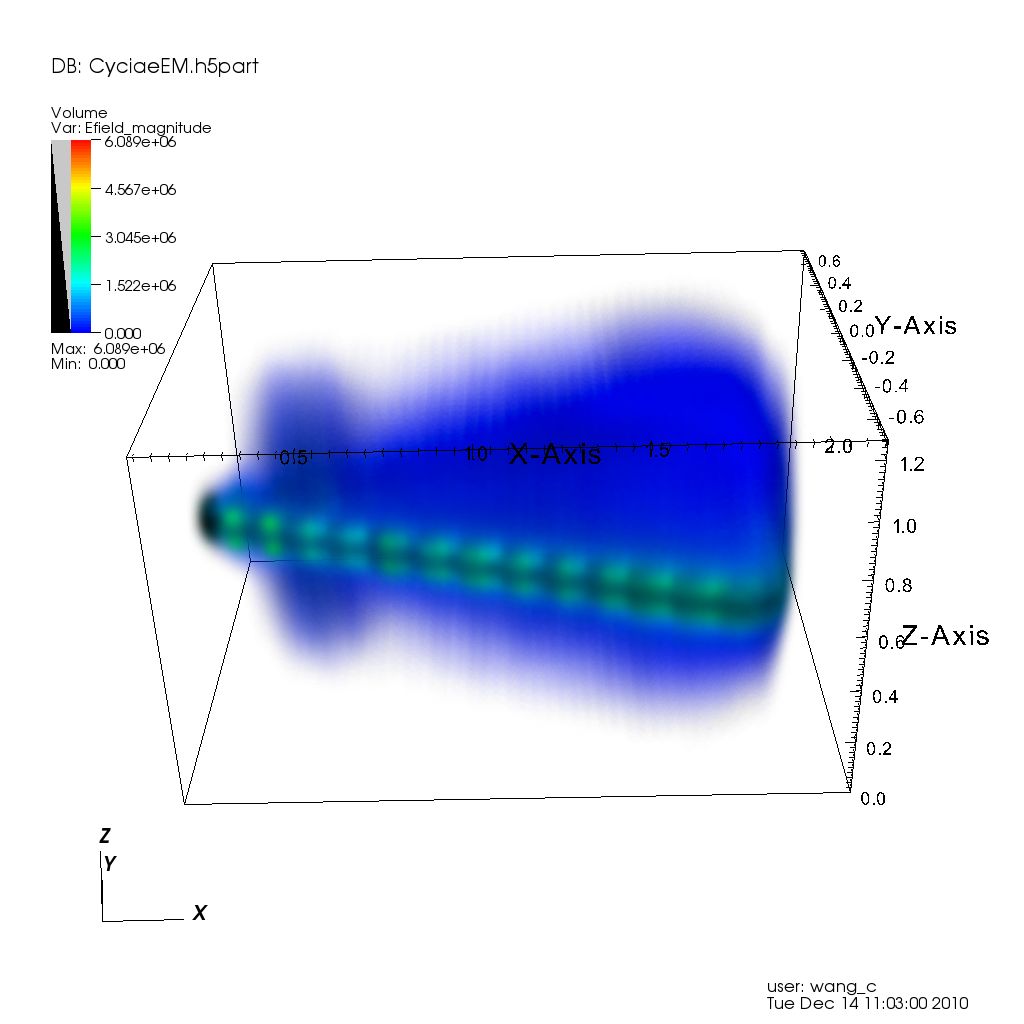 DB: CyciaeEM.h5part
Volume
Var: Efield_magnitude
6.089e+06
4.567e+06
3.045e+06
1.522e+06
0.000
Max: 6.089e+06
Min: 0.000
0.6
0.4
0.2
0.0
Y-Axis
-0.2
-0.4
-0.6
0.5
1.0
X-Axis
1.5
2.0
1.2
1.0
0.8
0.6
Z-Axis
0.4
0.2
0.0
Z
Y
X
user: wang_c
Tue Dec 14 11:03:00 2010